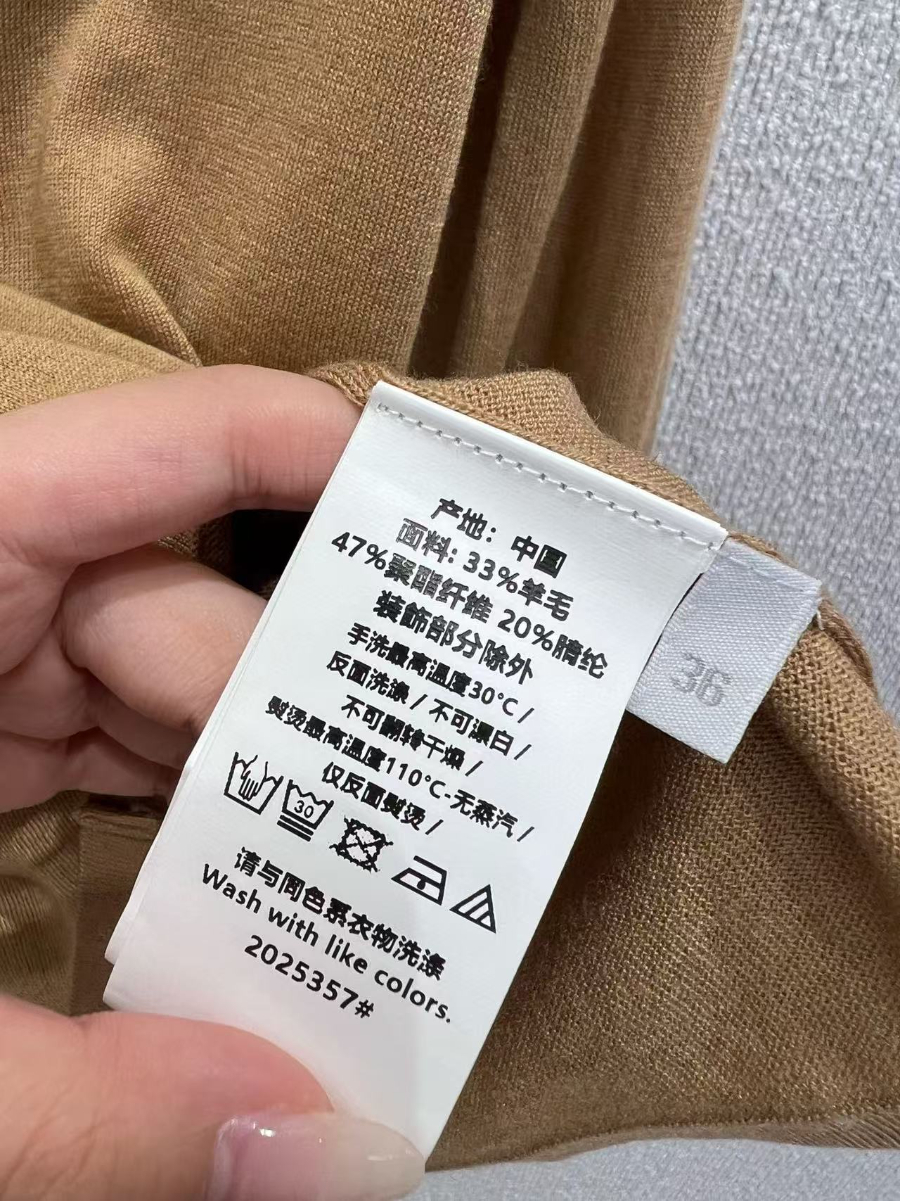 产地：中国
面料: 33%羊毛
47%聚酯纤维 20%腈纶
装饰部分除外
手洗最高温度30°C /
反面洗涤 / 不可漂白 /
不可翻转干燥 /
熨烫最高温度110°C-无蒸汽 /
仅反面熨烫 /
30
请与同色系衣物洗涤
Wash with like colors.
2025357#
36